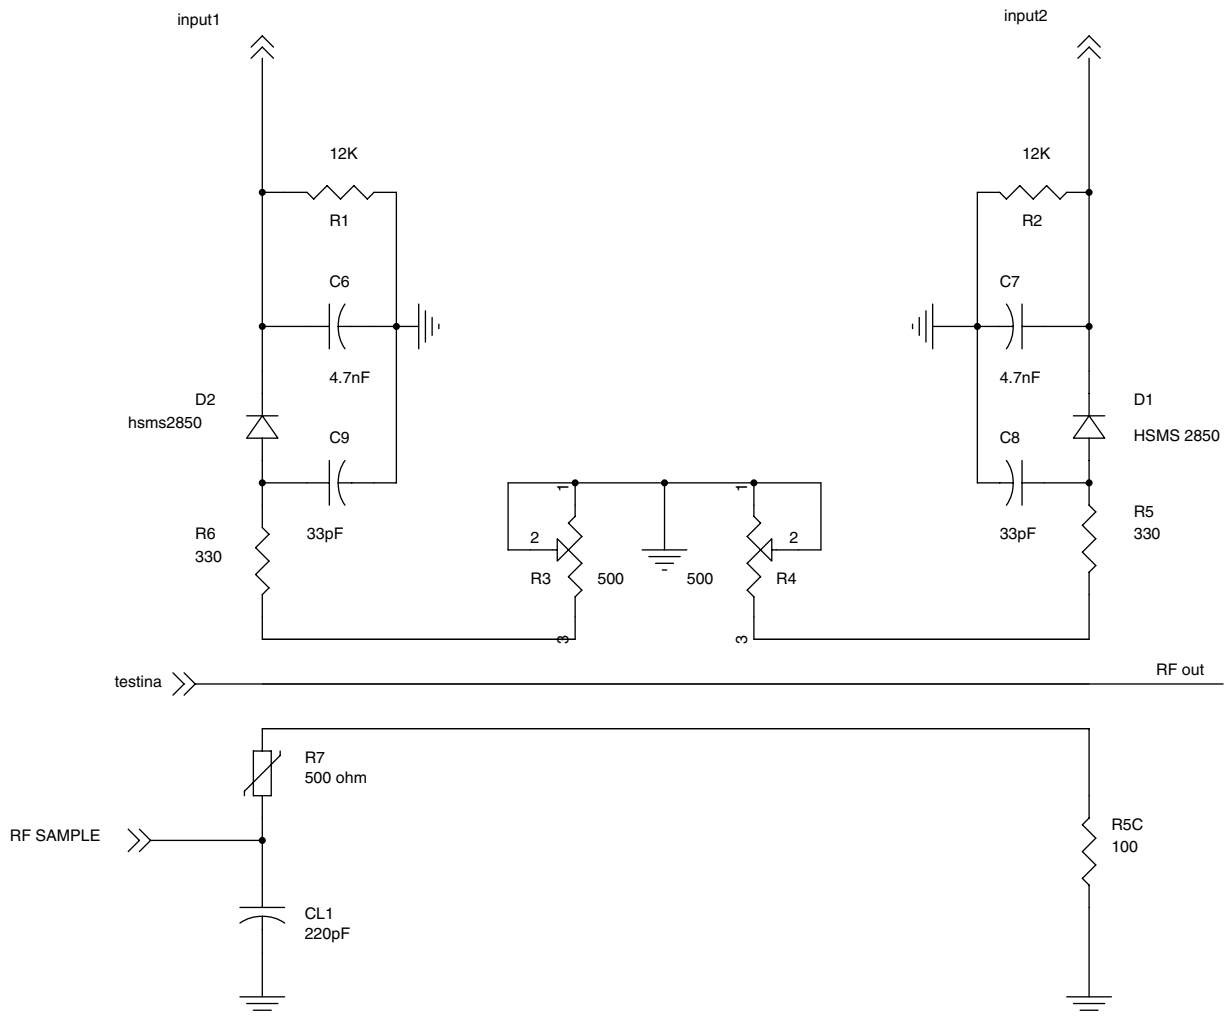 input1
input2
12K
R1
12K
R2
C6
4.7nF
C7
4.7nF
D2
hsms2850
D1
HSMS 2850
C9
33pF
C8
33pF
R6
330
R5
330
1
2
R3
500
3
1
2
500
R4
3
testina
RF out
R7
500 ohm
RF SAMPLE
R5C
100
CL1
220pF